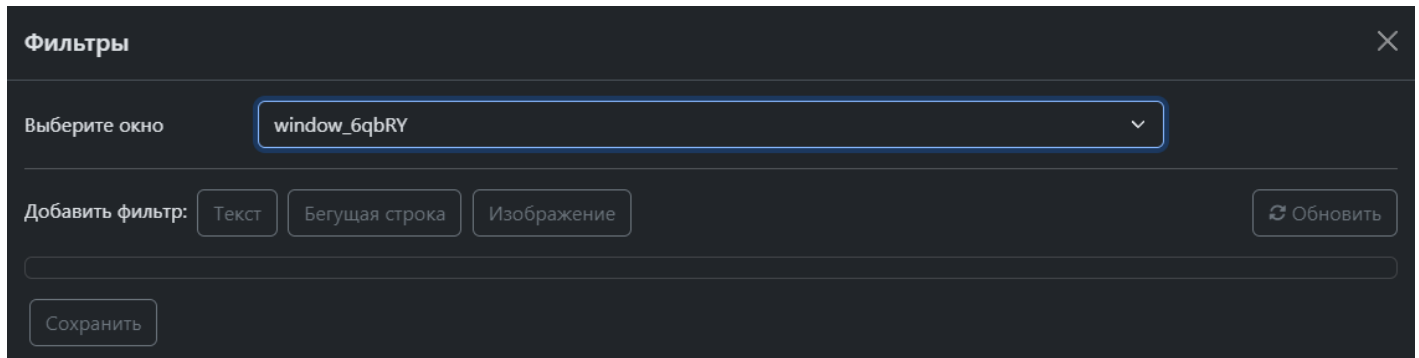 Фильтры
Выберите окно window_6qbRY
Добавить фильтр: Текст Бегущая строка Изображение Обновить
Сохранить